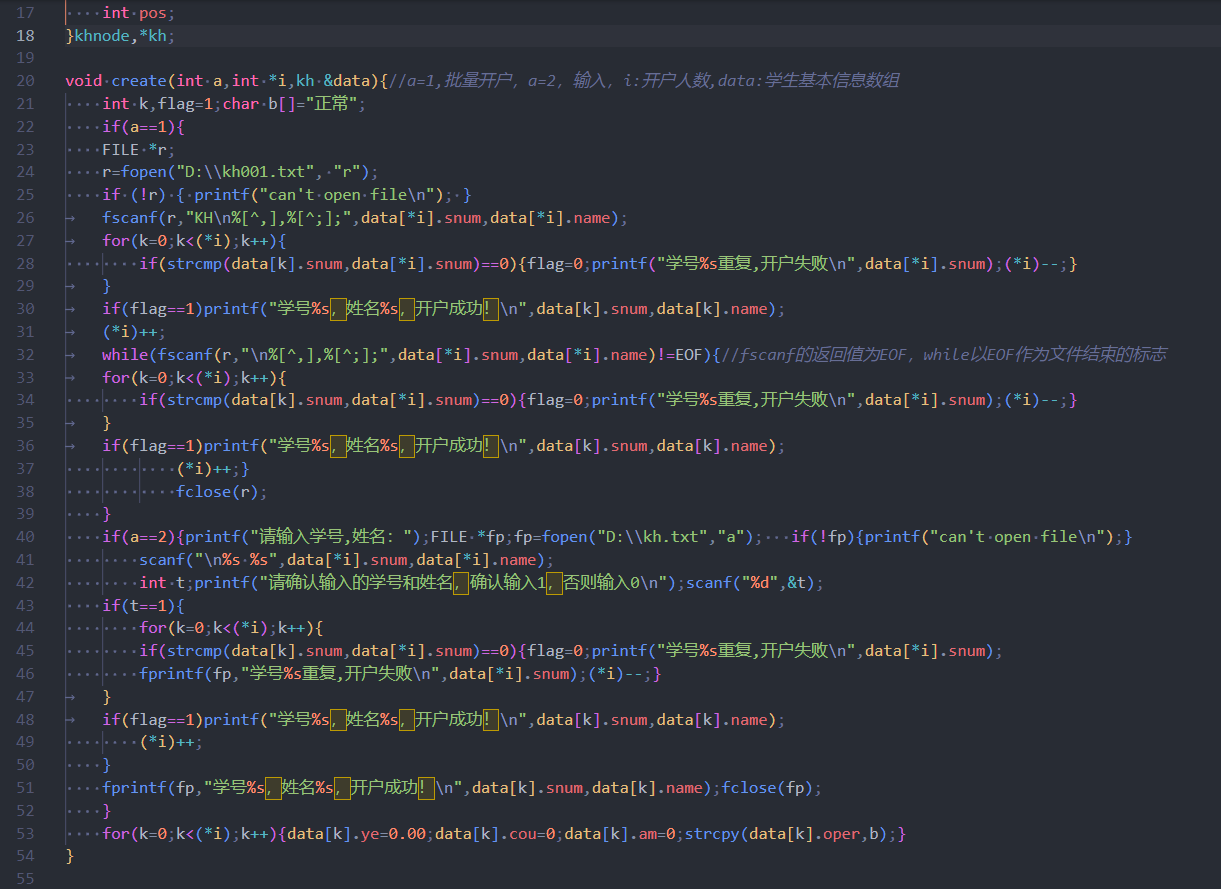 17 int pos;
18 }khnode,*kh;
19
20 void create(int a,int *i,kh &data){//a=1,批量开户，a=2，输入，i:开户人数,data:学生基本信息数组
21 int k,flag=1;char b[]="正常";
22 if(a==1){
23 FILE *r;
24 r=fopen("D:\\kh001.txt", "r");
25 if (!r) { printf("can't open file\n"); }
26 fscanf(r,"KH\n%[^,],%[^;];",data[*i].snum,data[*i].name);
27 for(k=0;k<(*i);k++){
28 if(strcmp(data[k].snum,data[*i].snum)==0){flag=0;printf("学号%s重复,开户失败\n",data[*i].snum);(*i)--;}
29 }
30 if(flag==1)printf("学号%s，姓名%s，开户成功！\n",data[k].snum,data[k].name);
31 (*i)++;
32 while(fscanf(r,"\n%[^,],%[^;];",data[*i].snum,data[*i].name)!=EOF){//fscanf的返回值为EOF，while以EOF作为文件结束的标志
33 for(k=0;k<(*i);k++){
34 if(strcmp(data[k].snum,data[*i].snum)==0){flag=0;printf("学号%s重复,开户失败\n",data[*i].snum);(*i)--;}
35 }
36 if(flag==1)printf("学号%s，姓名%s，开户成功！\n",data[k].snum,data[k].name);
37 (*i)++;}
38 fclose(r);
39 }
40 if(a==2){printf("请输入学号,姓名：");FILE *fp;fp=fopen("D:\\kh.txt","a");   if(!fp){printf("can't open file\n");}
41 scanf("\n%s %s",data[*i].snum,data[*i].name);
42 int t;printf("请确认输入的学号和姓名，确认输入1，否则输入0\n");scanf("%d",&t);
43 if(t==1){
44 for(k=0;k<(*i);k++){
45 if(strcmp(data[k].snum,data[*i].snum)==0){flag=0;printf("学号%s重复,开户失败\n",data[*i].snum);
46 fprintf(fp,"学号%s重复,开户失败\n",data[*i].snum);(*i)--;}
47 }
48 if(flag==1)printf("学号%s，姓名%s，开户成功！\n",data[k].snum,data[k].name);
49 (*i)++;
50 }
51 fprintf(fp,"学号%s，姓名%s，开户成功！\n",data[k].snum,data[k].name);fclose(fp);
52 }
53 for(k=0;k<(*i);k++){data[k].ye=0.00;data[k].cou=0;data[k].am=0;strcpy(data[k].oper,b);}
54 }
55